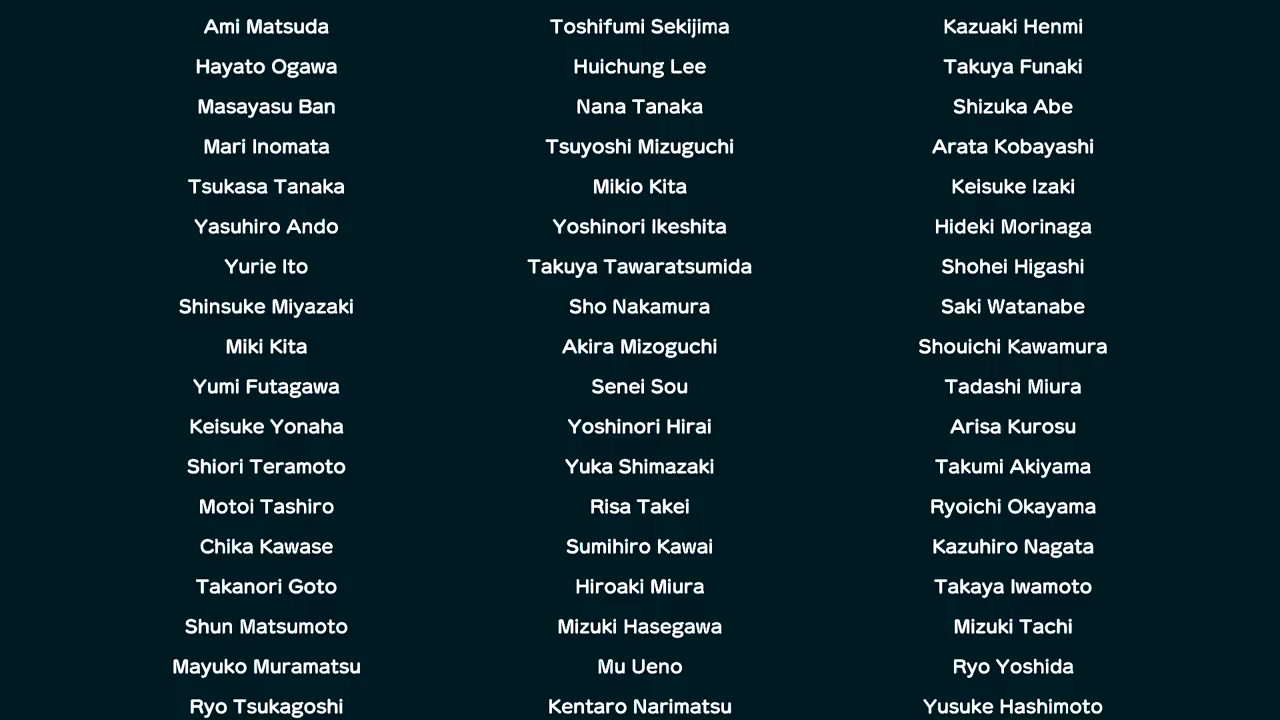 Ami Matsuda Toshifumi Sekijima Kazuaki Henmi
Hayato Ogawa Huichung Lee Takuya Funaki
Masayasu Ban Nana Tanaka Shizuka Abe
Mari Inomata Tsuyoshi Mizuguchi Arata Kobayashi
Tsukasa Tanaka Mikio Kita Keisuke Izaki
Yasuhiro Ando Yoshinori Ikeshita Hideki Morinaga
Yurie Ito Takuya Tawaratsumida Shohei Higashi
Shinsuke Miyazaki Sho Nakamura Saki Watanabe
Miki Kita Akira Mizoguchi Shouichi Kawamura
Yumi Futagawa Senei Sou Tadashi Miura
Keisuke Yonaha Yoshinori Hirai Arisa Kurosu
Shiori Teramoto Yuka Shimazaki Takumi Akiyama
Motoi Tashiro Risa Takei Ryoichi Okayama
Chika Kawase Sumihiro Kawai Kazuhiro Nagata
Takanori Goto Hiroaki Miura Takaya Iwamoto
Shun Matsumoto Mizuki Hasegawa Mizuki Tachi
Mayuko Muramatsu Mu Ueno Ryo Yoshida
Ryo Tsukagoshi Kentaro Narimatsu Yusuke Hashimoto